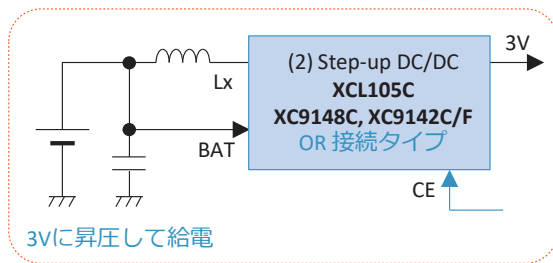 (2) Step-up DC/DC
XCL105C
XC9148C, XC9142C/F
OR 接続タイプ
3V
Lx
BAT
CE
3Vに昇圧して給電